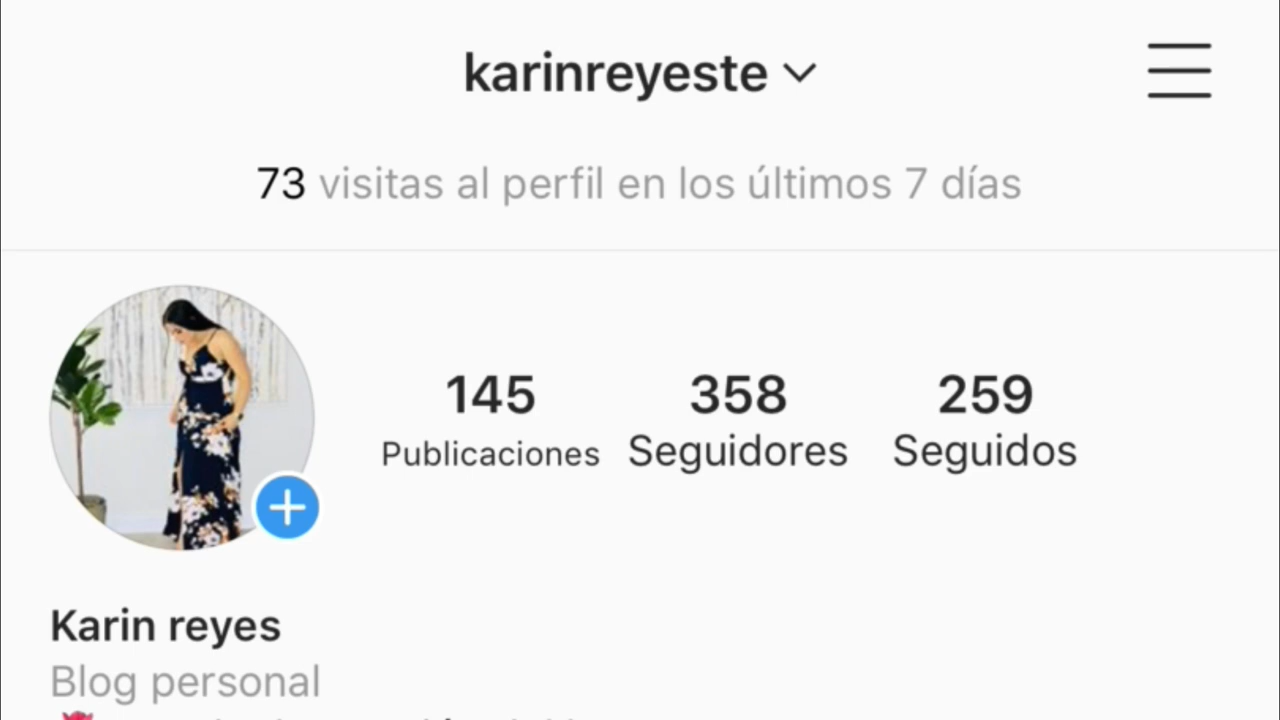 karinreyeste
73 visitas al perfil en los últimos 7 días
145 358 259
Publicaciones Seguidores Seguidos
Karin reyes
Blog personal